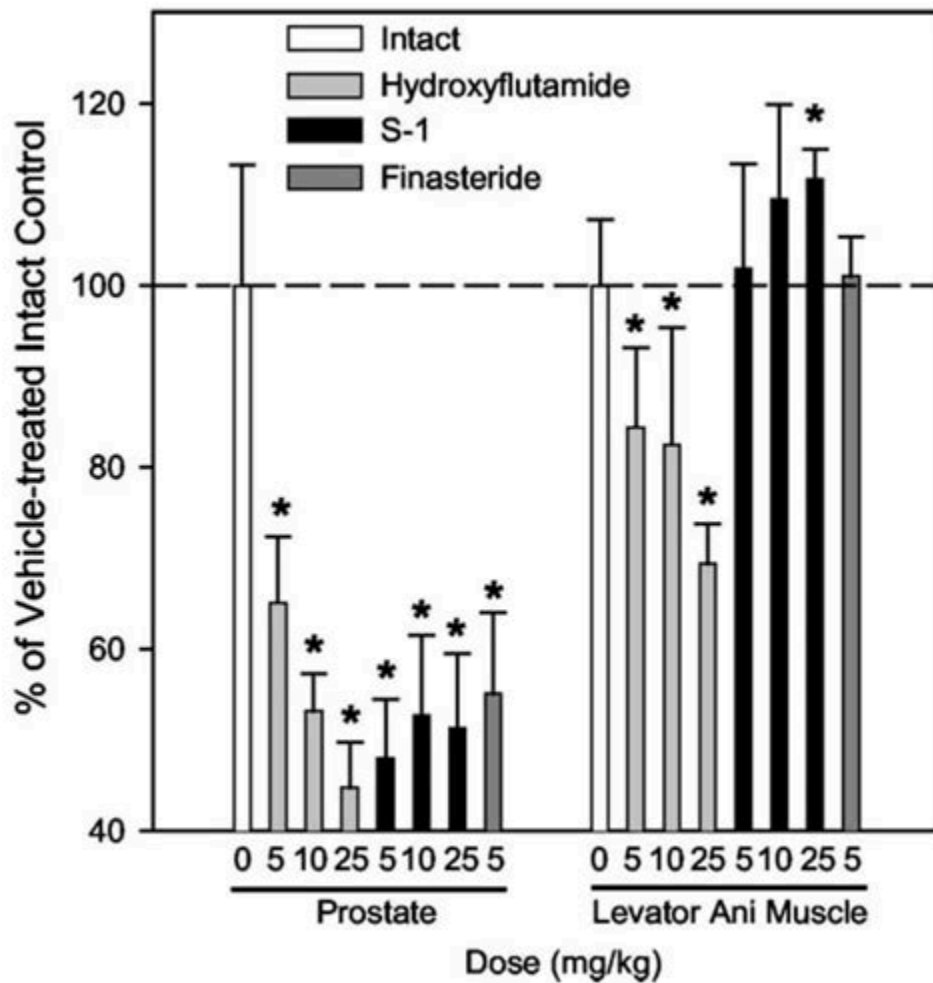 % of Vehicle-treated Intact Control
120
100
80
60
40
Intact
Hydroxyflutamide
S-1
Finasteride
*
*
*
*
*
*
*
*
*
*
*
0 5 10 25 5 10 25 5
0 5 10 25 5 10 25 5
Prostate
Levator Ani Muscle
Dose (mg/kg)